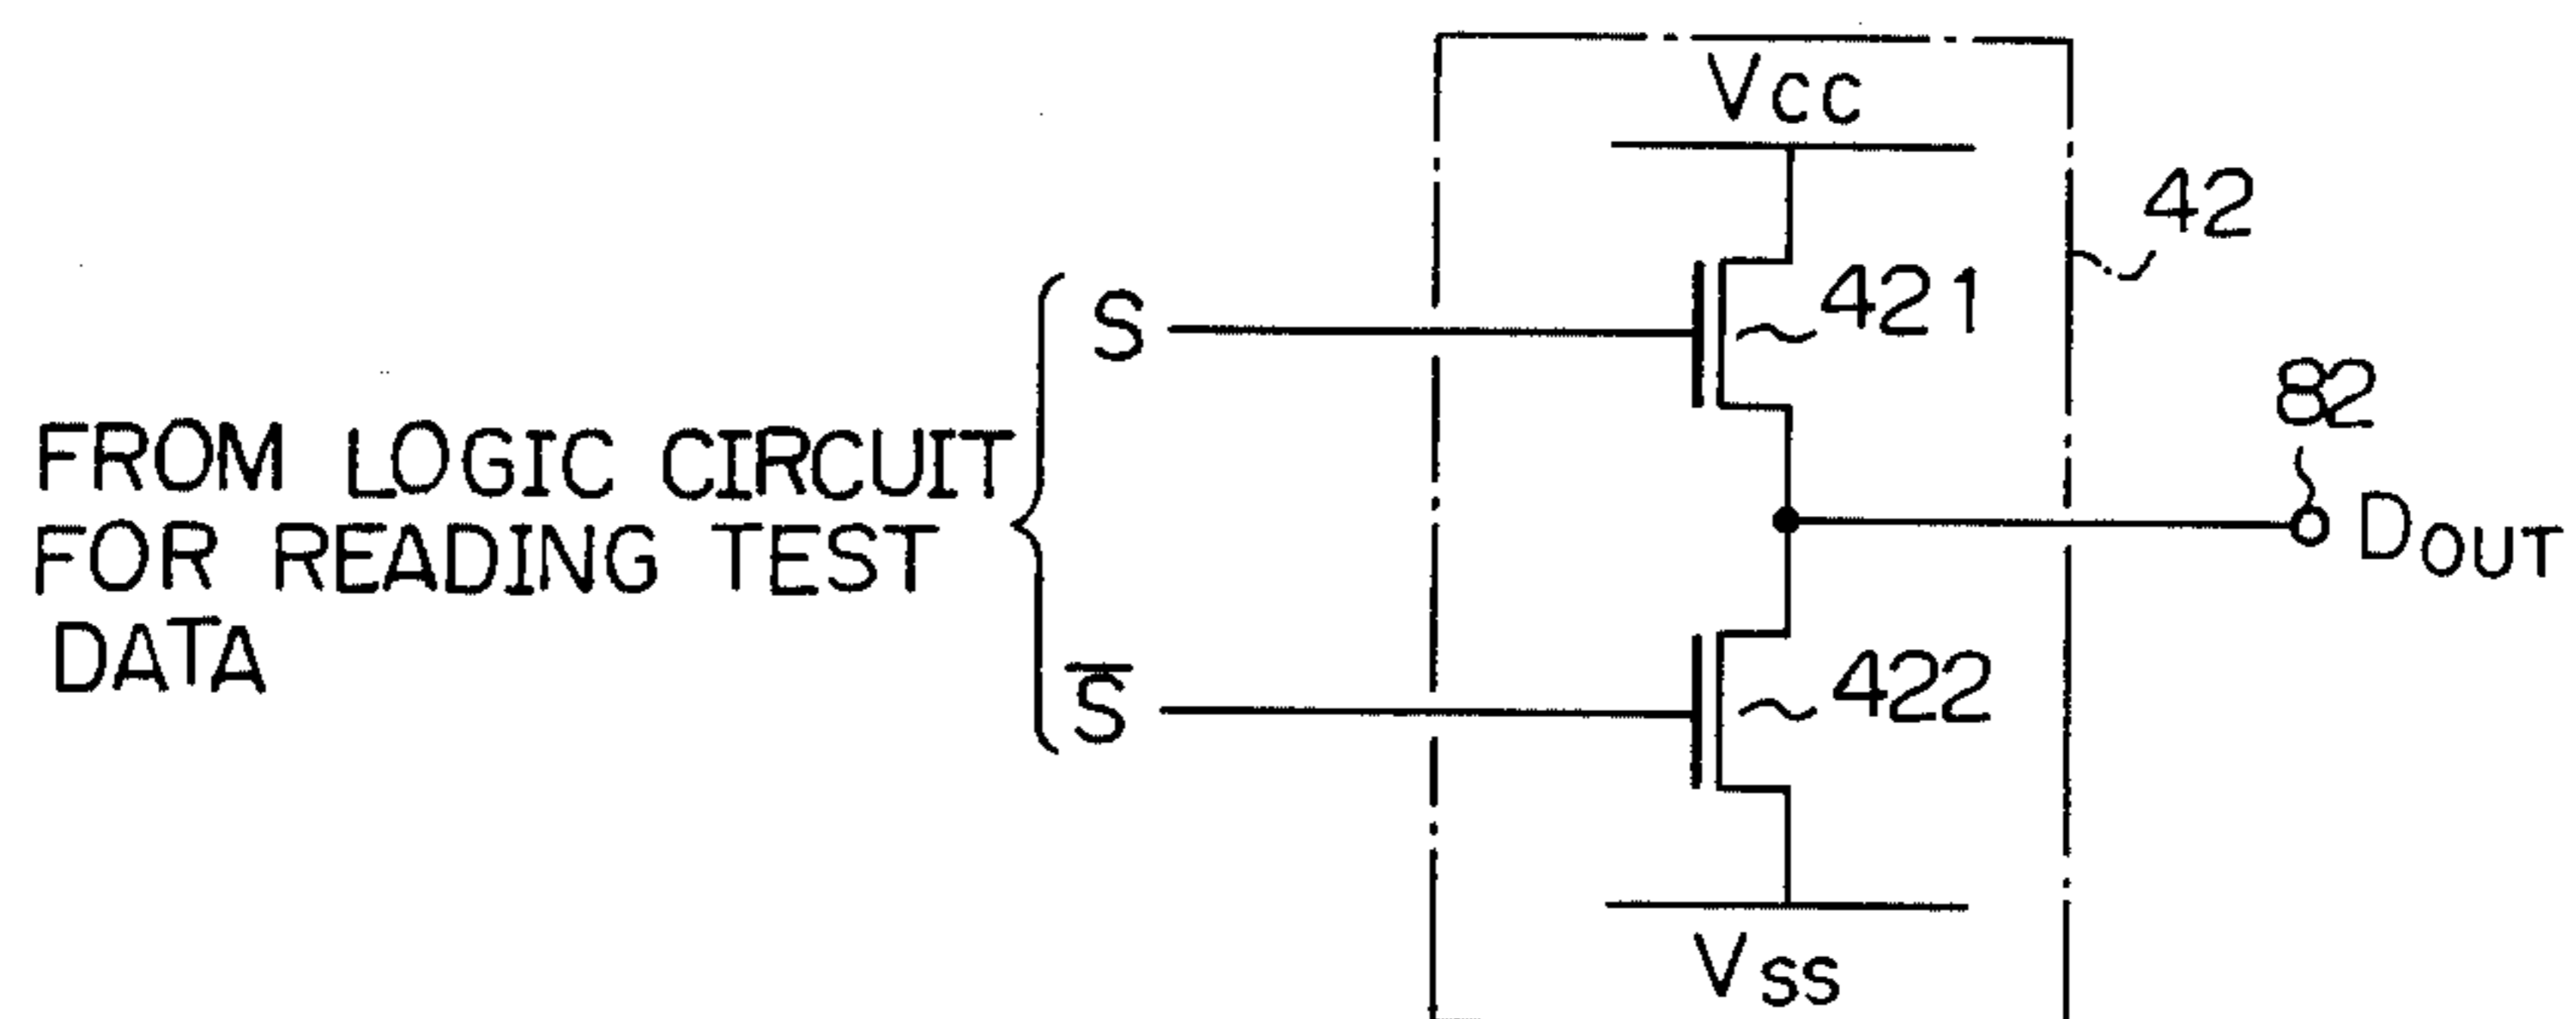 VCC
42
421
S
82
FROM LOGIC CIRCUIT
FOR READING TEST
DATA
DOUT
S̅
422
VSS